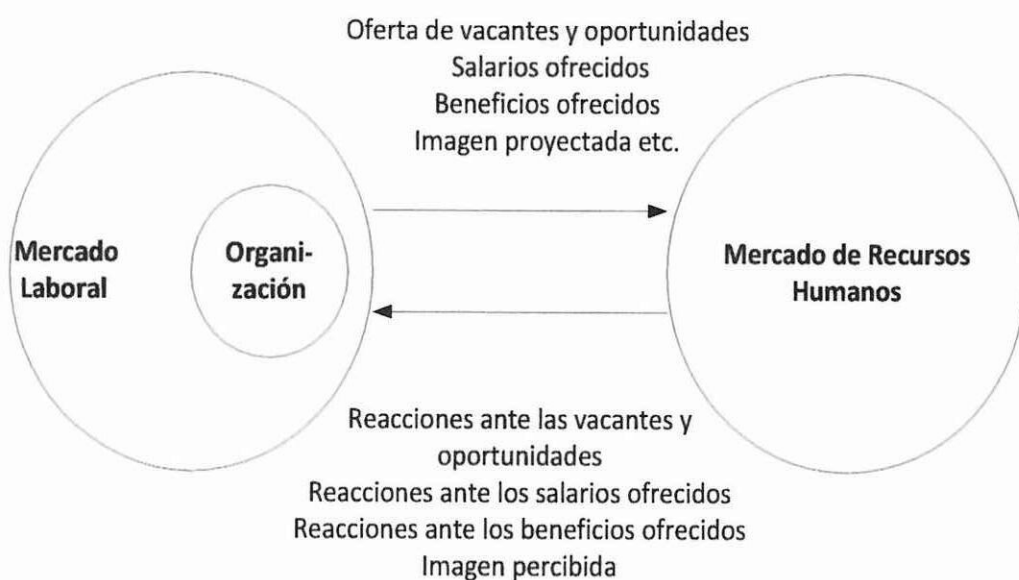 Oferta de vacantes y oportunidades
Salarios ofrecidos
Beneficios ofrecidos
Imagen proyectada etc.
Mercado
Laboral
Organi-
zación
Mercado de Recursos
Humanos
Reacciones ante las vacantes y
oportunidades
Reacciones ante los salarios ofrecidos
Reacciones ante los beneficios ofrecidos
Imagen percibida